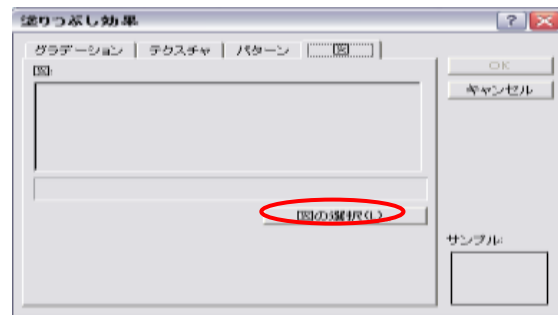 塗りつぶし効果
グラデーション テクスチャ パターン 図
図:
OK
キャンセル
図の選択(L)
サンプル: